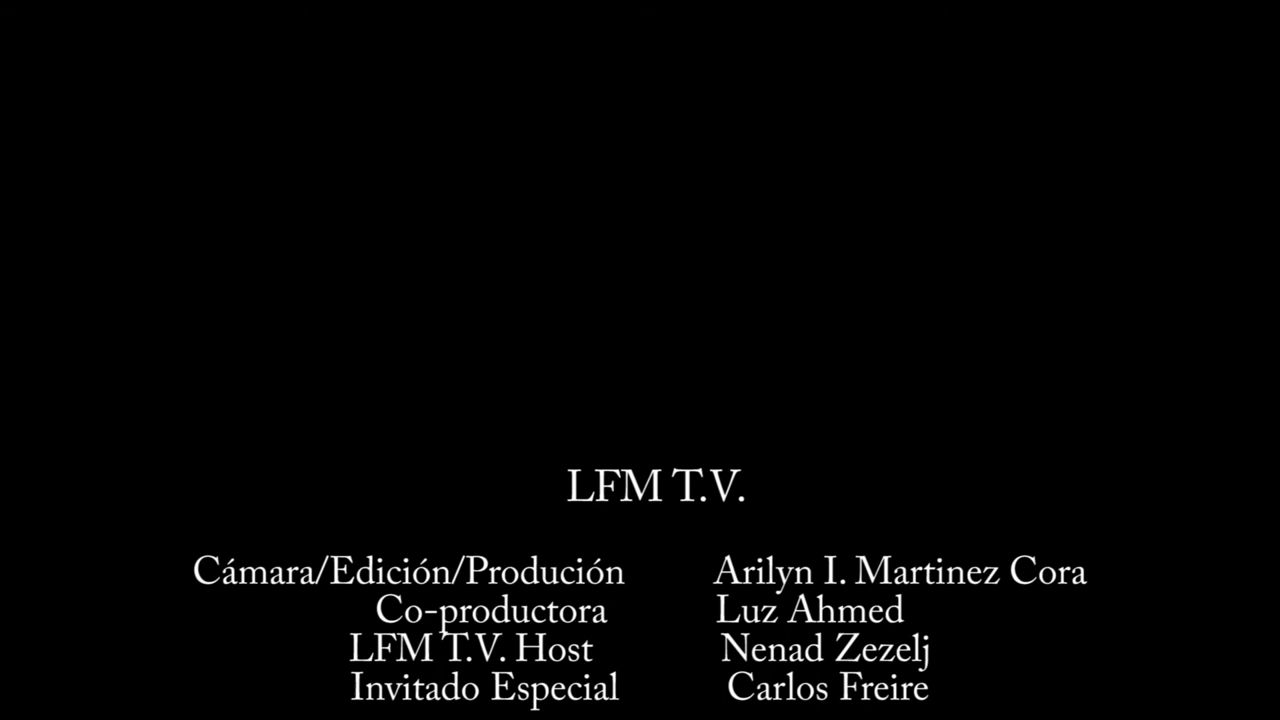 LFM T.V.
Cámara/Edición/Produción Arilyn I. Martinez Cora
Co-productora Luz Ahmed
LFM T.V. Host Nenad Zezelj
Invitado Especial Carlos Freire